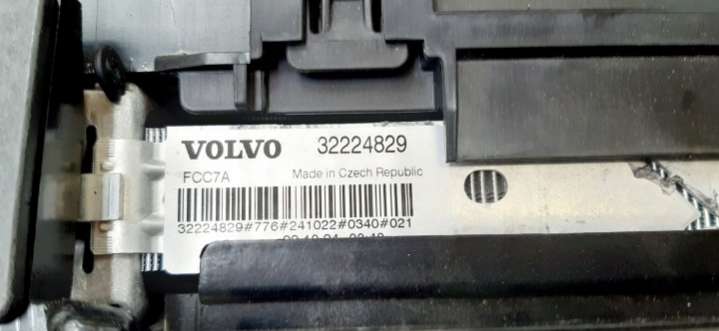 VOLVO 32224829
FCC7A Made in Czech Republic
32224829#776#241022#0340#021